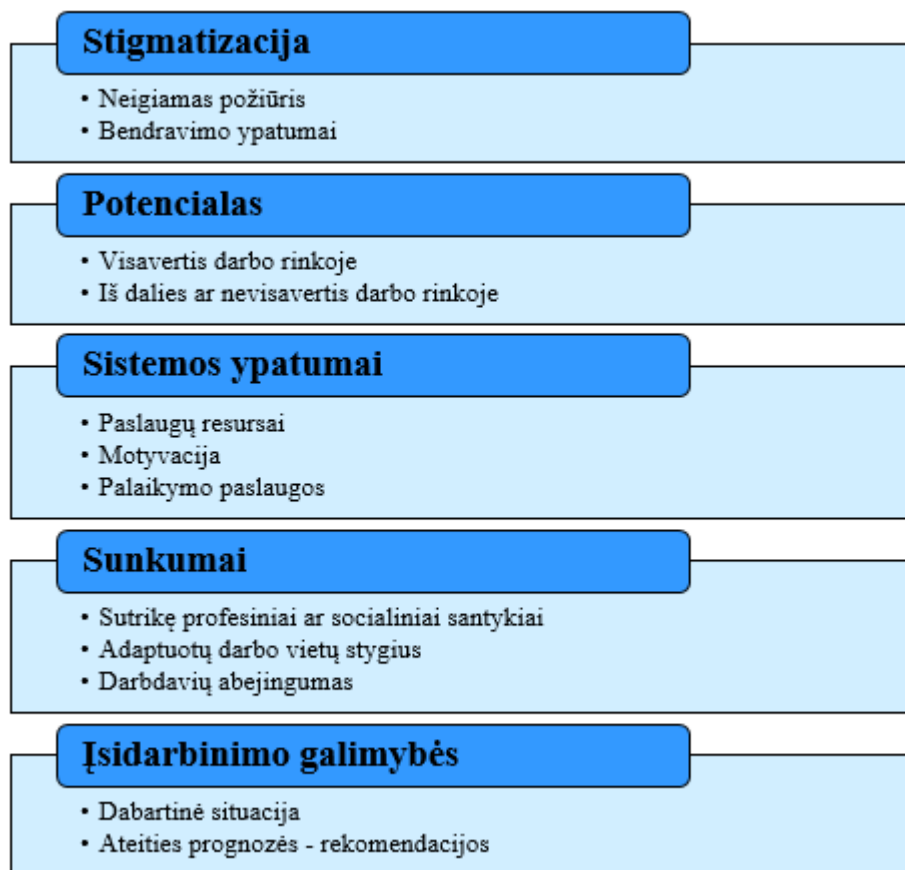 Stigmatizacija
• Neigiamas požiūris
• Bendravimo ypatumai
Potencialas
• Visavertis darbo rinkoje
• Iš dalies ar nevisavertis darbo rinkoje
Sistemos ypatumai
• Paslaugų resursai
• Motyvacija
• Palaikymo paslaugos
Sunkumai
• Sutrikę profesiniai ar socialiniai santykiai
• Adaptuotų darbo vietų stygius
• Darbdavių abejingumas
Įsidarbinimo galimybės
• Dabartinė situacija
• Ateities prognozės - rekomendacijos